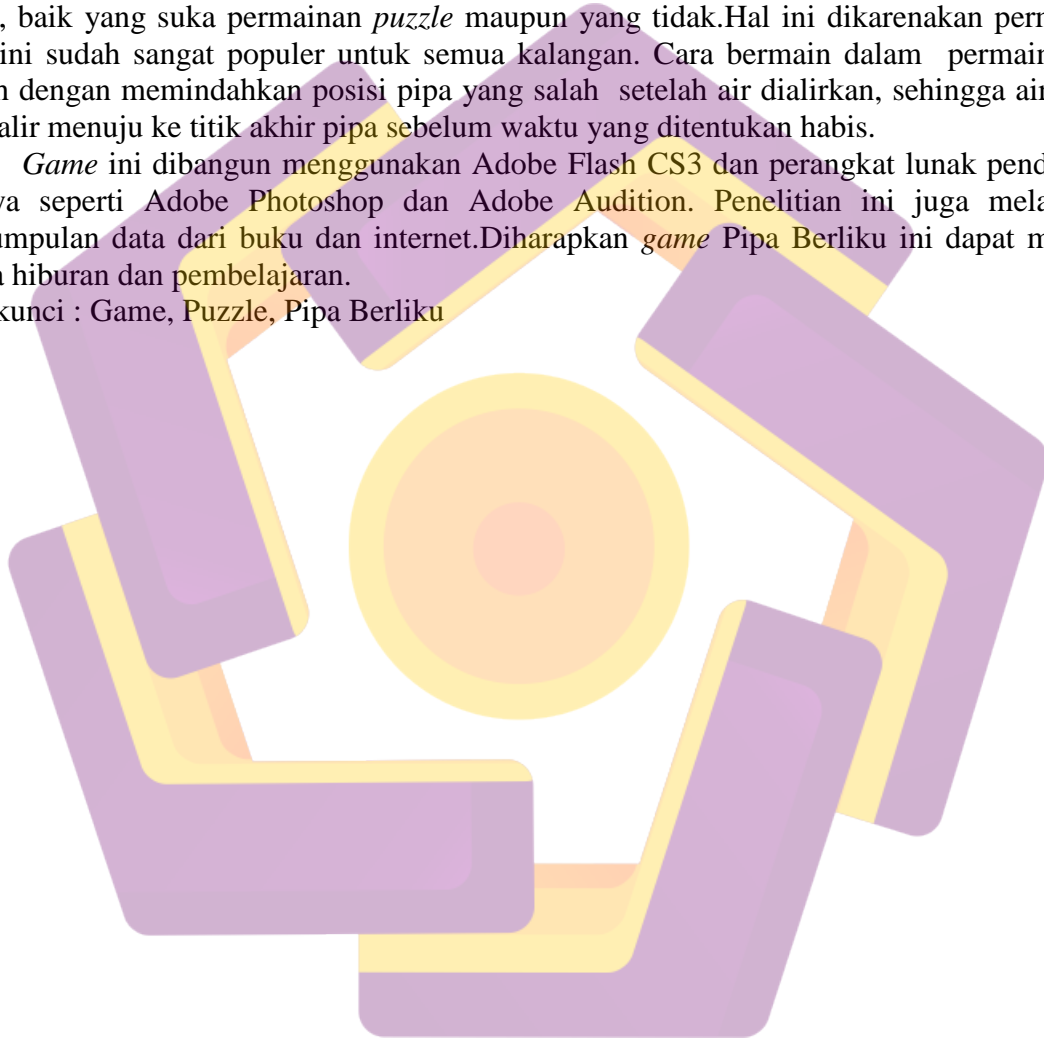 , baik yang suka permainan puzzle maupun yang tidak.Hal ini dikarenakan perm
ini sudah sangat populer untuk semua kalangan. Cara bermain dalam permain
n dengan memindahkan posisi pipa yang salah setelah air dialirkan, sehingga air
alir menuju ke titik akhir pipa sebelum waktu yang ditentukan habis.
Game ini dibangun menggunakan Adobe Flash CS3 dan perangkat lunak pend
ya seperti Adobe Photoshop dan Adobe Audition. Penelitian ini juga mela
umpulan data dari buku dan internet.Diharapkan game Pipa Berliku ini dapat m
a hiburan dan pembelajaran.
kunci : Game, Puzzle, Pipa Berliku